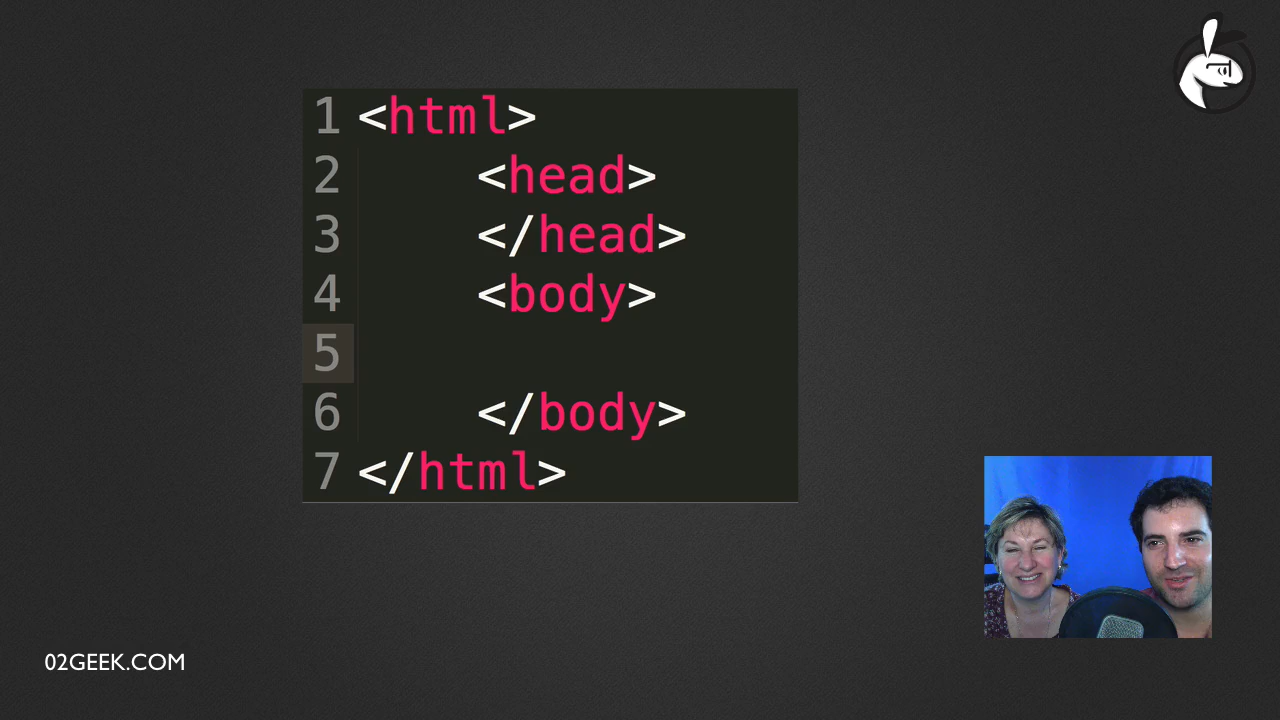 1 <html>
2 <head>
3 </head>
4 <body>
5
6 </body>
7 </html>
02GEEK.COM